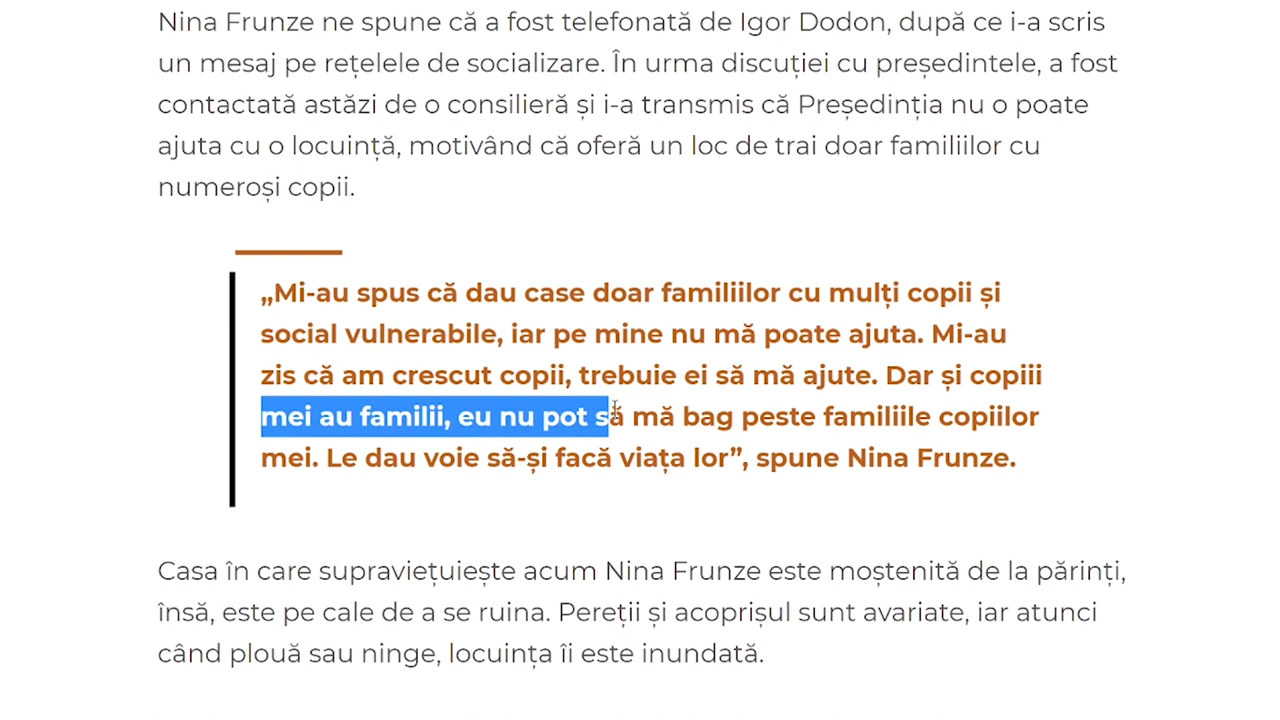 Nina Frunze ne spune că a fost telefonată de Igor Dodon, după ce i-a scris
un mesaj pe rețelele de socializare. În urma discuției cu președintele, a fost
contactată astăzi de o consilieră și i-a transmis că Președinția nu o poate
ajuta cu o locuință, motivând că oferă un loc de trai doar familiilor cu
numeroși copii.
„Mi-au spus că dau case doar familiilor cu mulți copii și
social vulnerabile, iar pe mine nu mă poate ajuta. Mi-au
zis că am crescut copii, trebuie ei să mă ajute. Dar și copiii
mei au familii, eu nu pot să mă bag peste familiile copiilor
mei. Le dau voie să-și facă viața lor”, spune Nina Frunze.
Casa în care supraviețuiește acum Nina Frunze este moștenită de la părinți,
însă, este pe cale de a se ruina. Pereții și acoprișul sunt avariate, iar atunci
când plouă sau ninge, locuința îi este inundată.